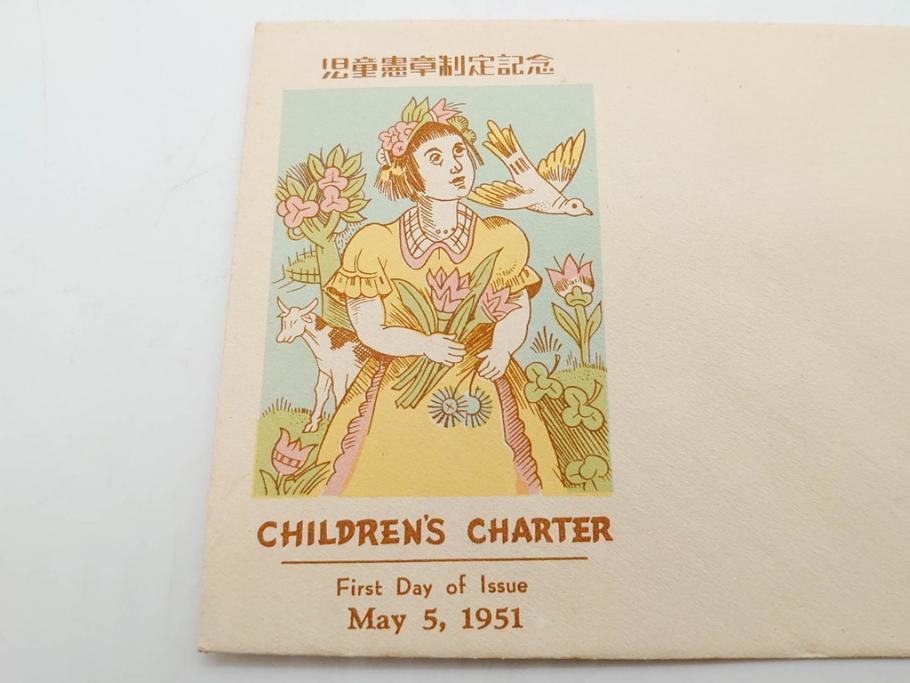 児童憲章制定記念
CHILDREN'S CHARTER
First Day of Issue
May 5, 1951